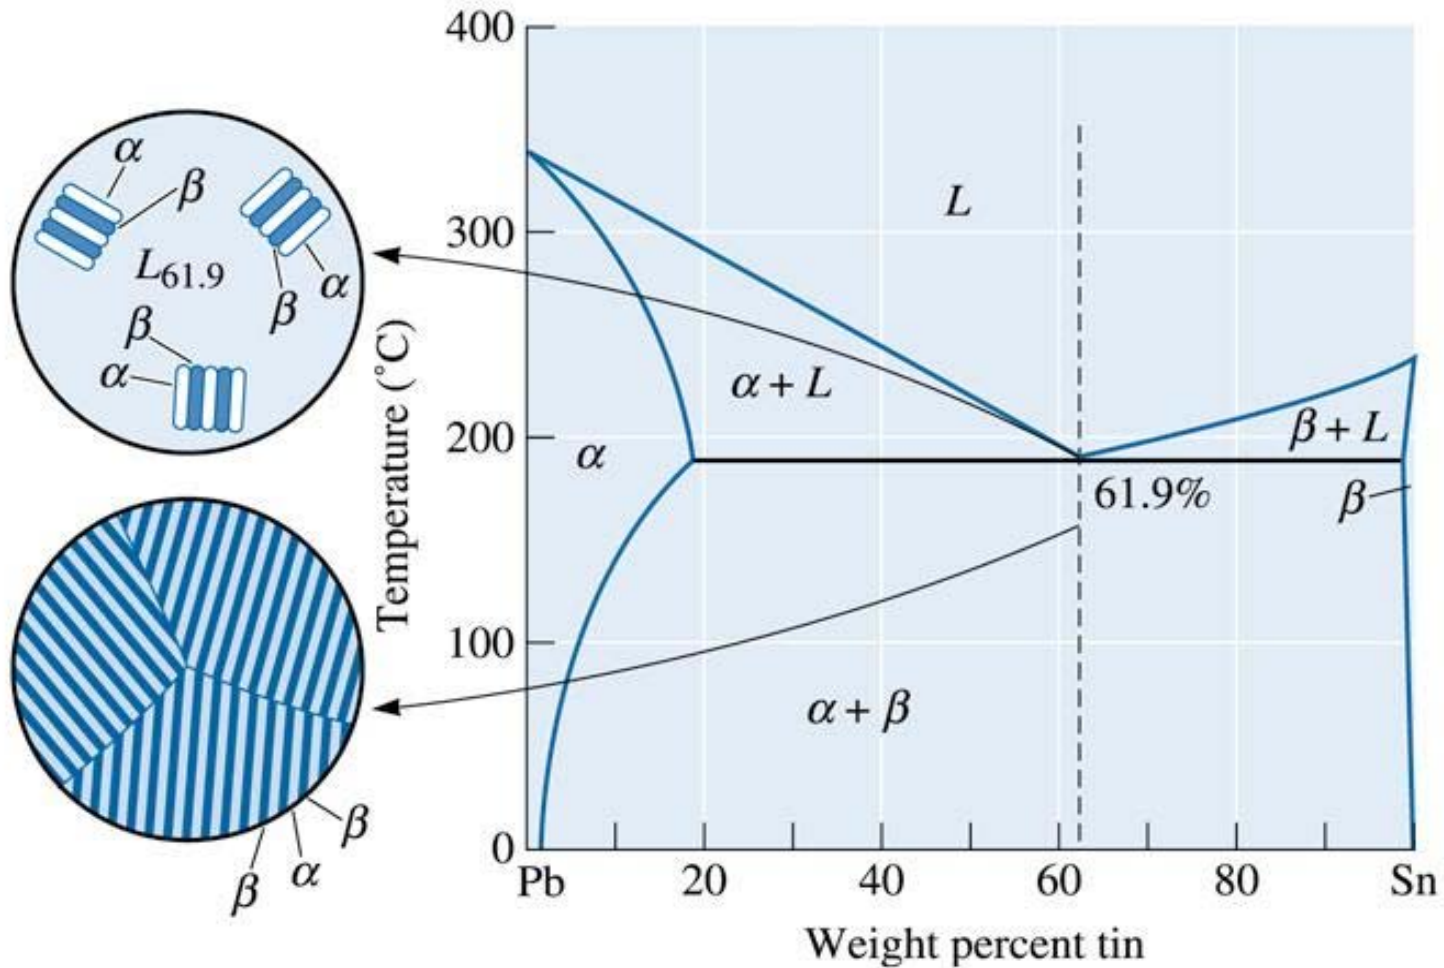 400
300
200
100
0
Temperature (°C)
α
β
L61.9
β
α
β
α
β
α
β
L
α + L
β + L
α
61.9%
β
α + β
Pb
20
40
60
80
Sn
Weight percent tin